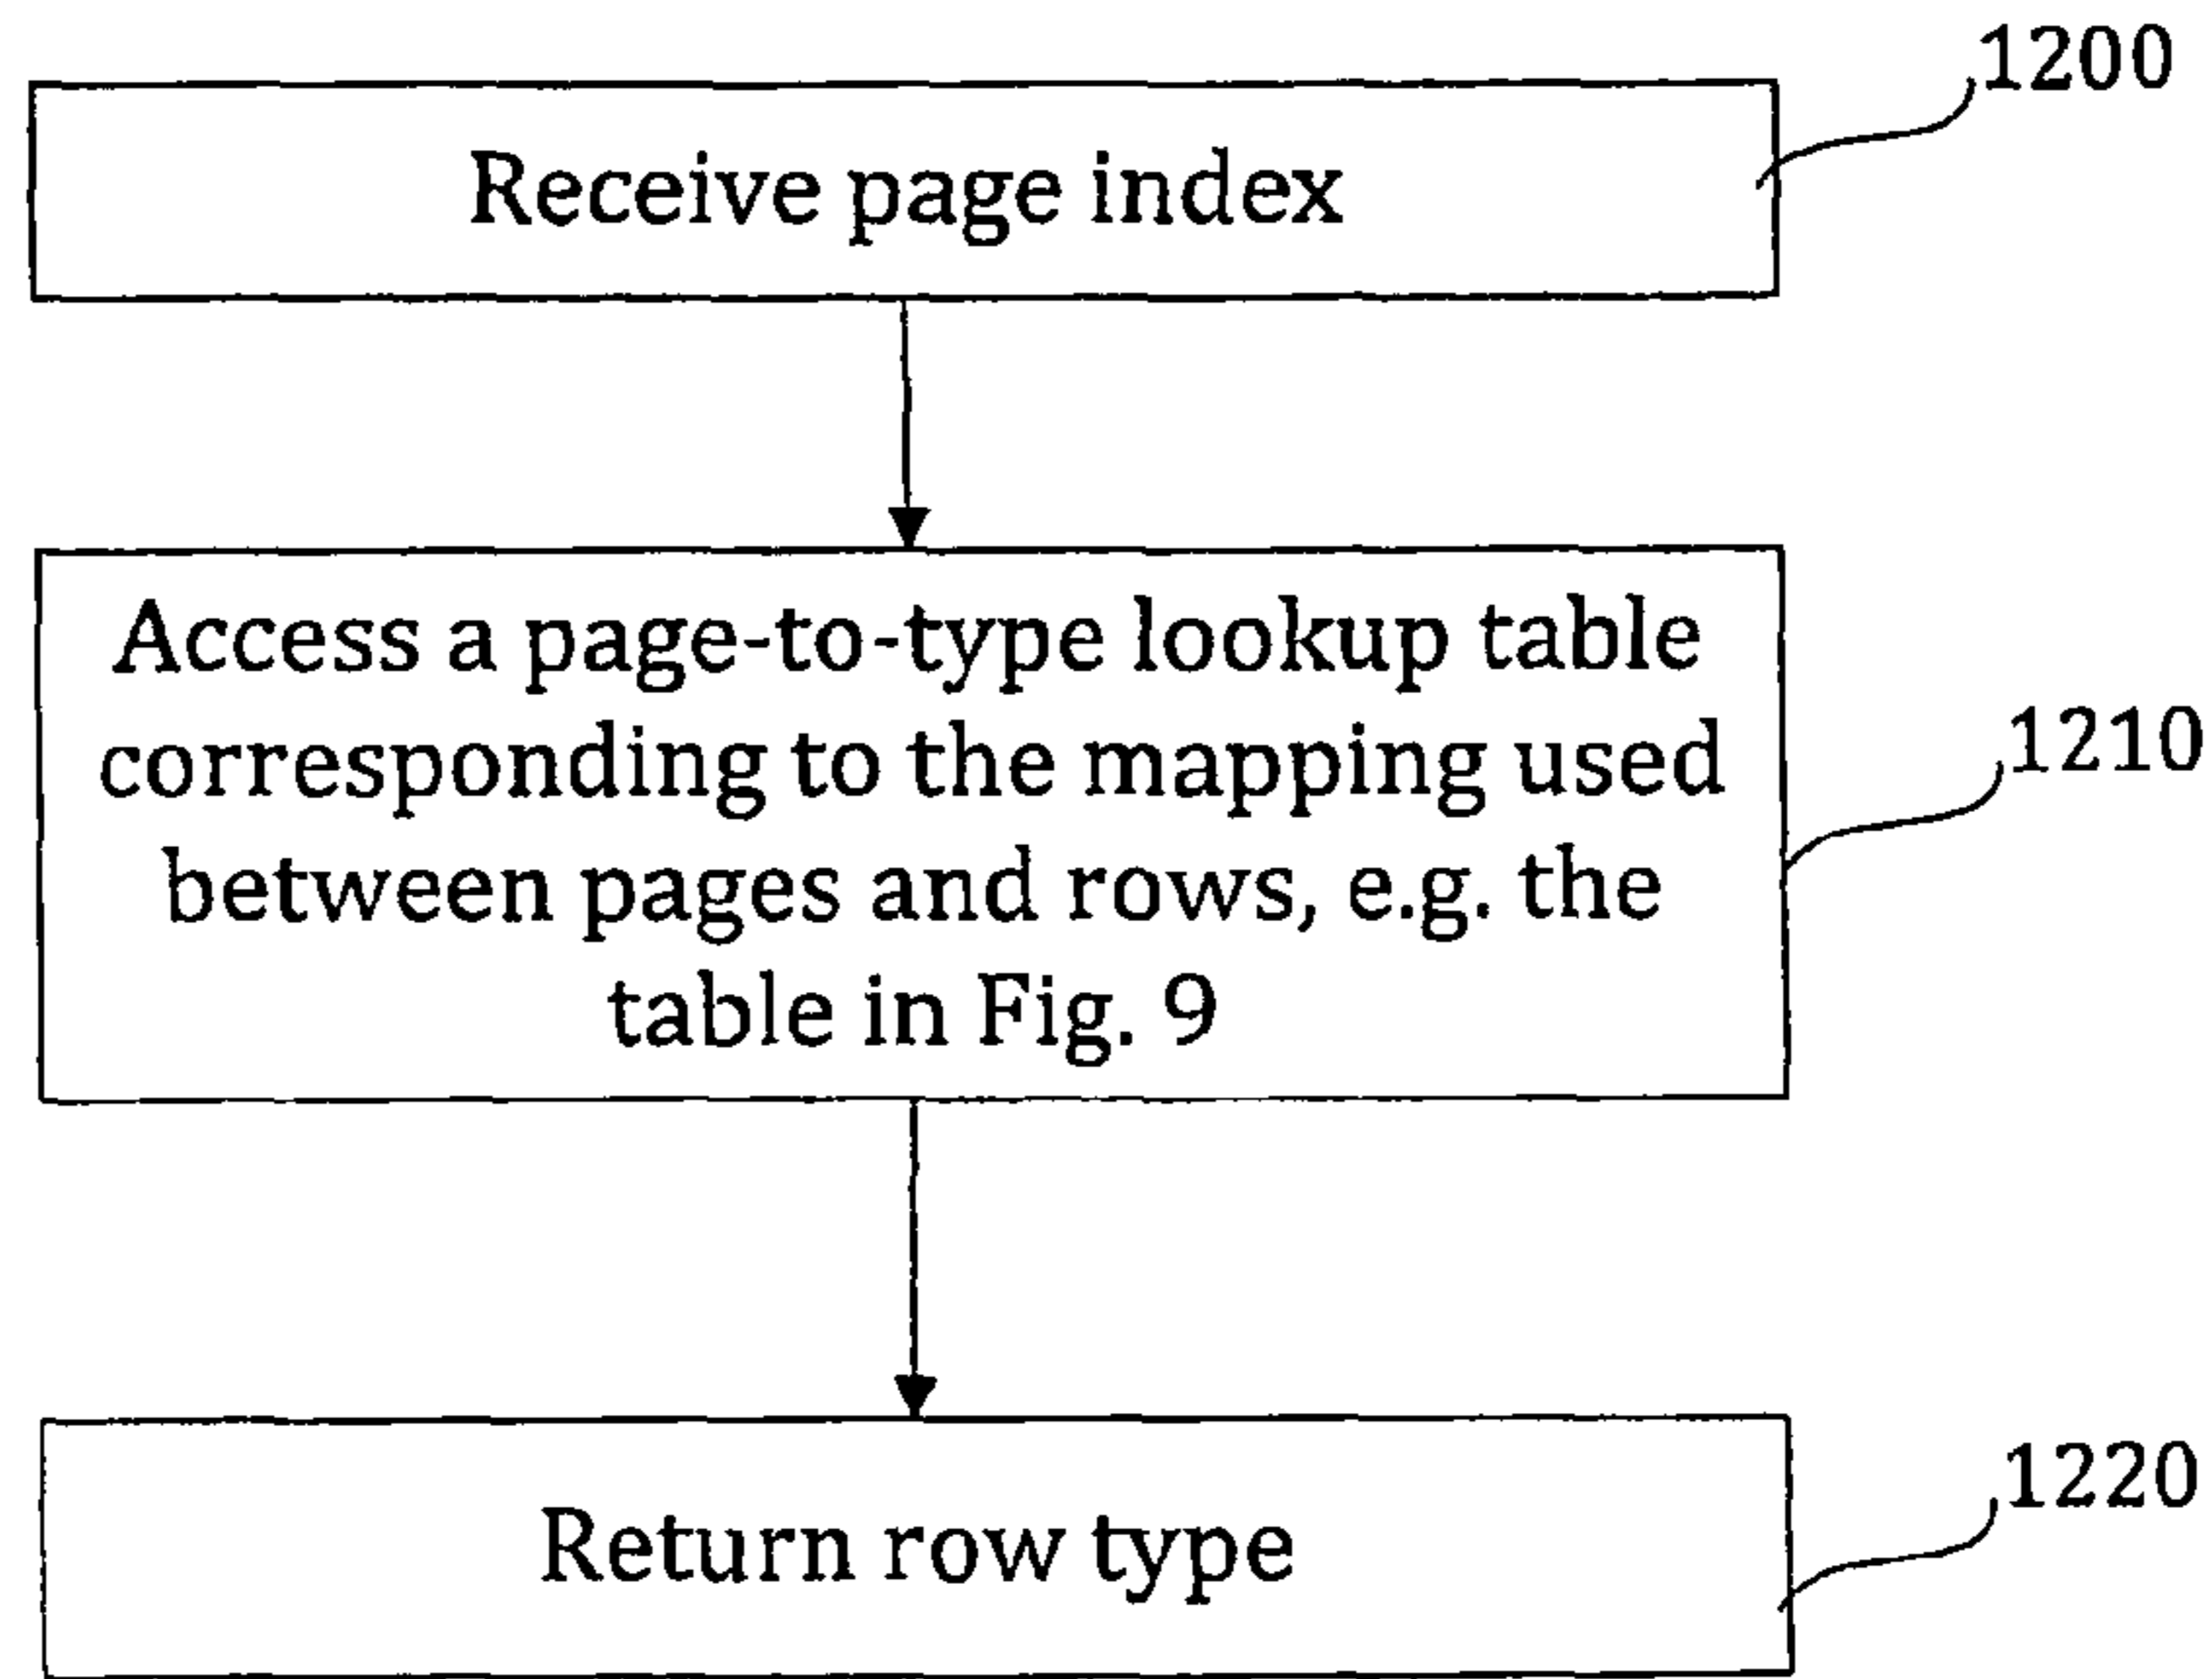 1200
Receive page index
Access a page-to-type lookup table
corresponding to the mapping used
1210
between pages and rows, e.g. the
table in Fig. 9
1220
Return row type